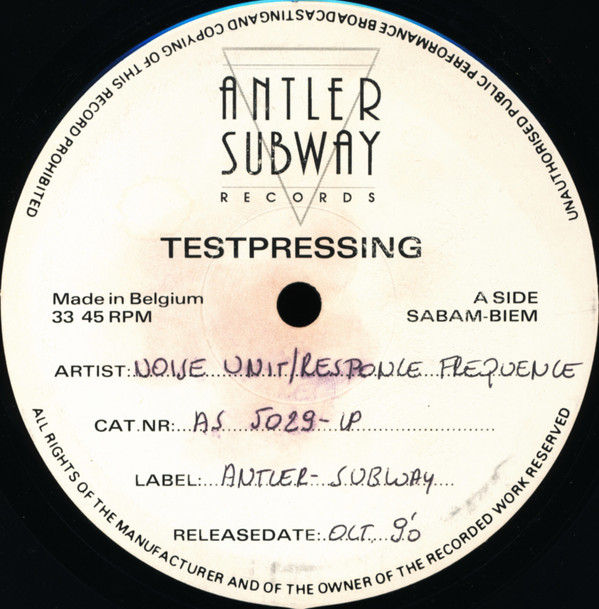 UNAUTHORISED PUBLIC PERFORMANCE BROADCASTING AND COPYING OF THIS RECORD PROHIBITED
ANTLER
SUBWAY
RECORDS
TESTPRESSING
Made in Belgium
33 45 RPM
A SIDE
SABAM-BIEM
ARTIST: NOISE UNIT/RESPONCE FREQUENCE
CAT.NR: AS 5029-LP
LABEL: ANTLER-SUBWAY
RELEASEDATE: OCT. 90
ALL RIGHTS OF THE MANUFACTURER AND OF THE OWNER OF THE RECORDED WORK RESERVED